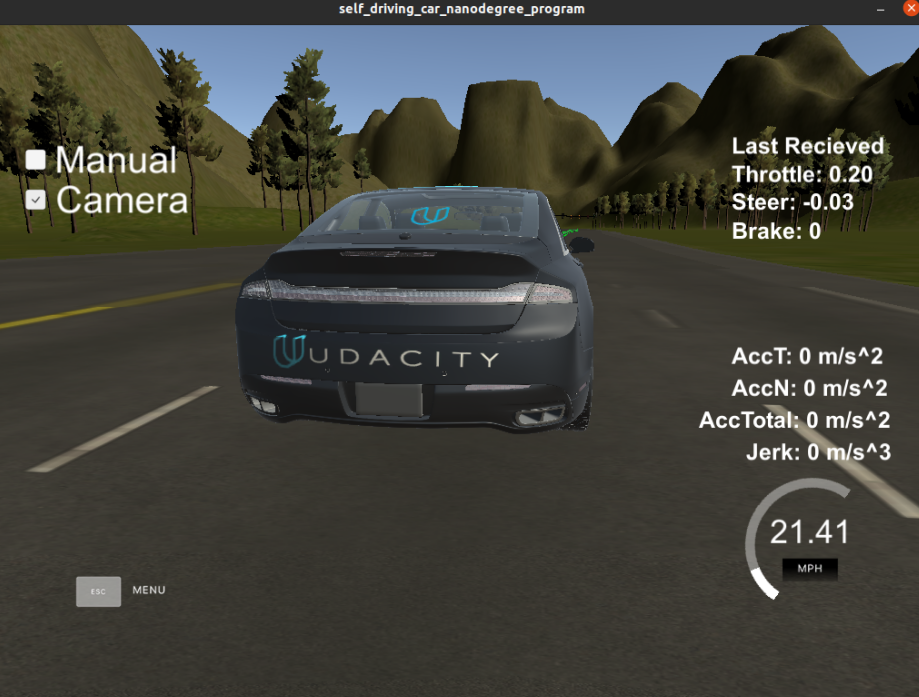 self_driving_car_nanodegree_program
Manual
Camera
Last Recieved
Throttle: 0.20
Steer: -0.03
Brake: 0
UDACITY
AccT: 0 m/s^2
AccN: 0 m/s^2
AccTotal: 0 m/s^2
Jerk: 0 m/s^3
21.41
MPH
ESC MENU